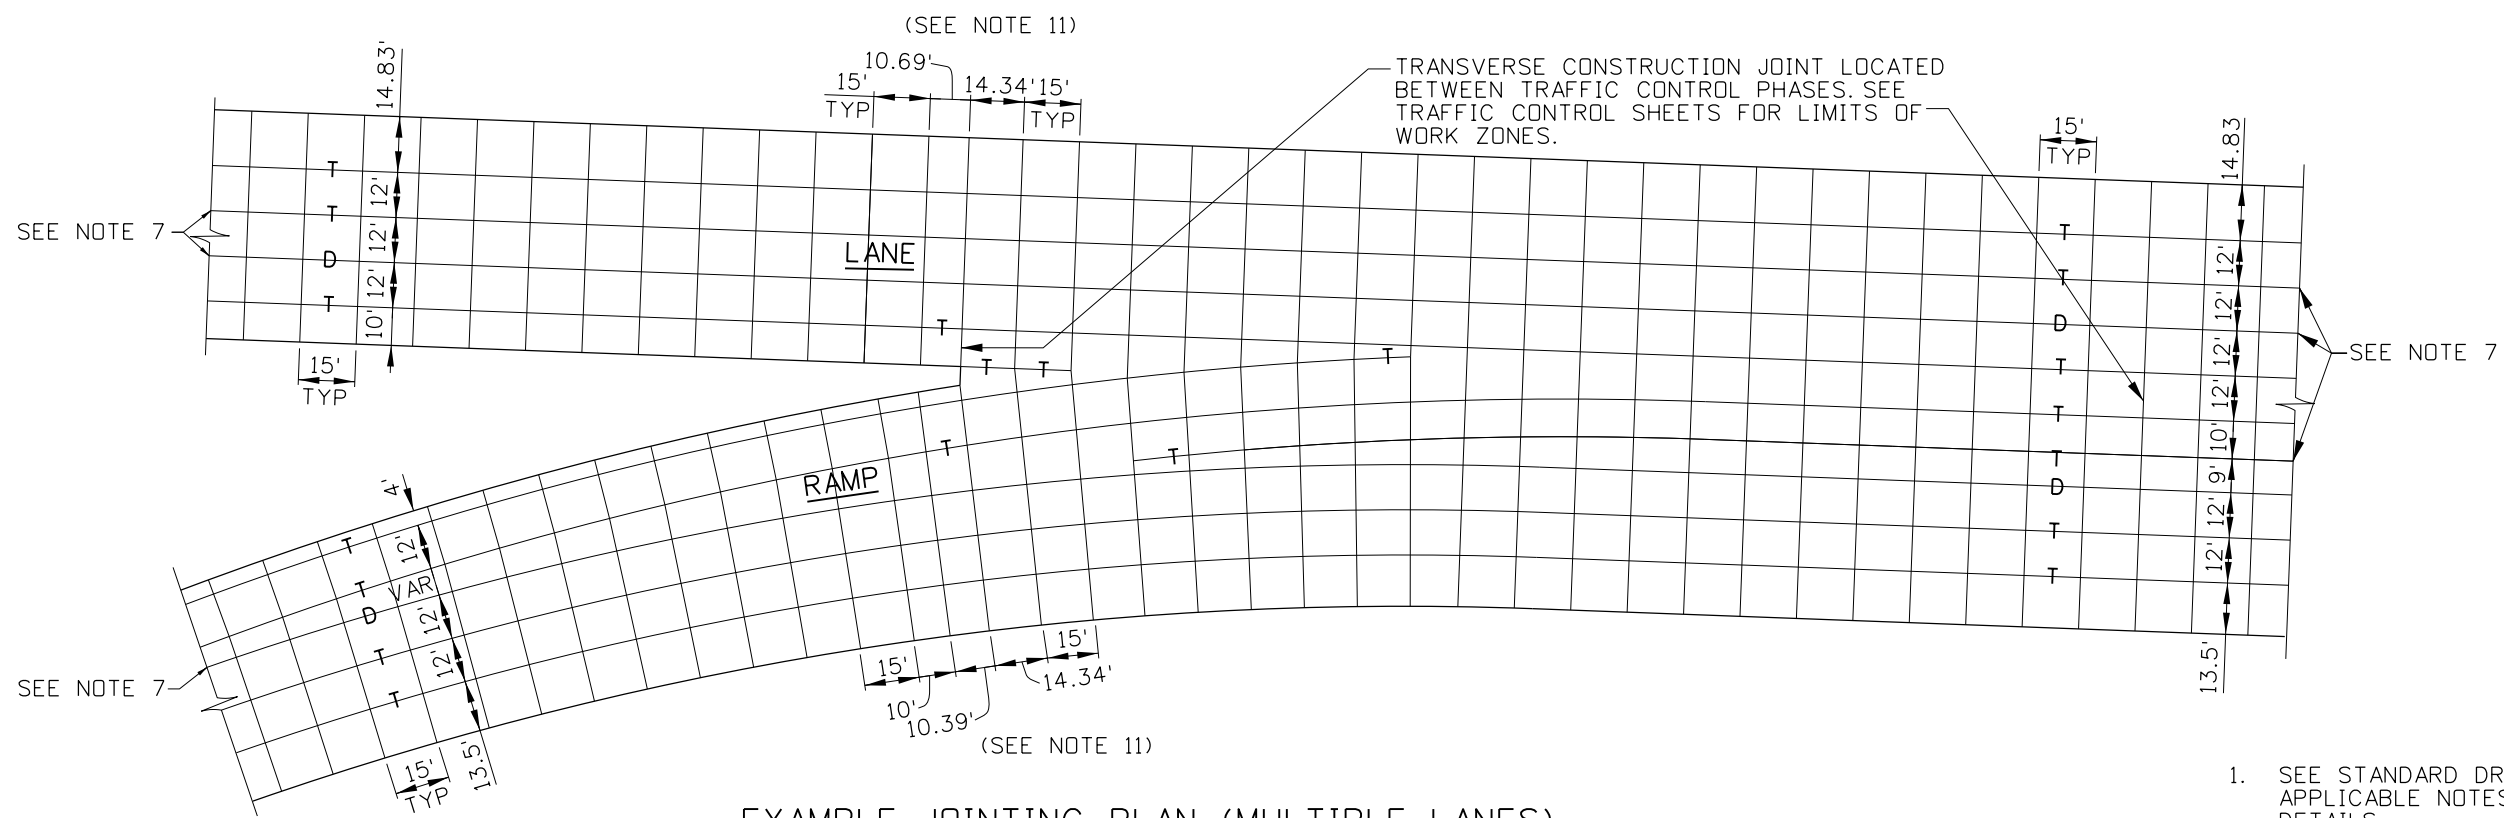 (SEE NOTE 11)
10.69'
15'
TYP
14.34'
15'
TYP
14.83'
TRANSVERSE CONSTRUCTION JOINT LOCATED
BETWEEN TRAFFIC CONTROL PHASES. SEE
TRAFFIC CONTROL SHEETS FOR LIMITS OF
WORK ZONES.
15'
TYP
14.83
T
T
D
T
12'
12'
12'
10'
SEE NOTE 7
LANE
T
T
T
T
15'
TYP
T
T
D
T
T
T
D
T
T
12'
12'
12'
12'
10'
9'
12'
12'
13.5'
SEE NOTE 7
RAMP
T
T
4'
T
T
D
T
T
12'
VAR
12'
12'
13.5'
SEE NOTE 7
15'
TYP
15'
10'
10.39'
14.34'
15'
(SEE NOTE 11)
1. SEE STANDARD DR
APPLICABLE NOTES
DETAILS
EXAMPLE JOINTING PLAN (MULTIPLE LANES)